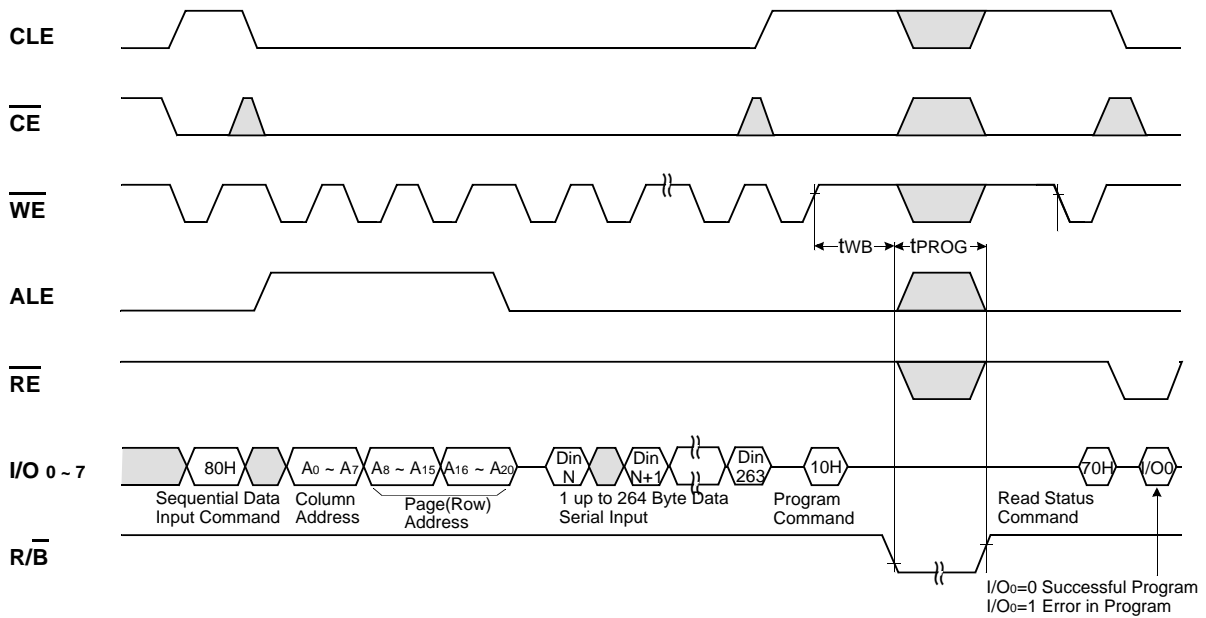 CLE
CE
WE
tWB tPROG
ALE
RE
I/O 0 ~ 7
80H A0 ~ A7 A8 ~ A15 A16 ~ A20 Din N Din N+1 Din 263 10H 70H I/O0
Sequential Data Input Command
Column Address
Page(Row) Address
1 up to 264 Byte Data Serial Input
Program Command
Read Status Command
R/B
I/O0=0 Successful Program
I/O0=1 Error in Program